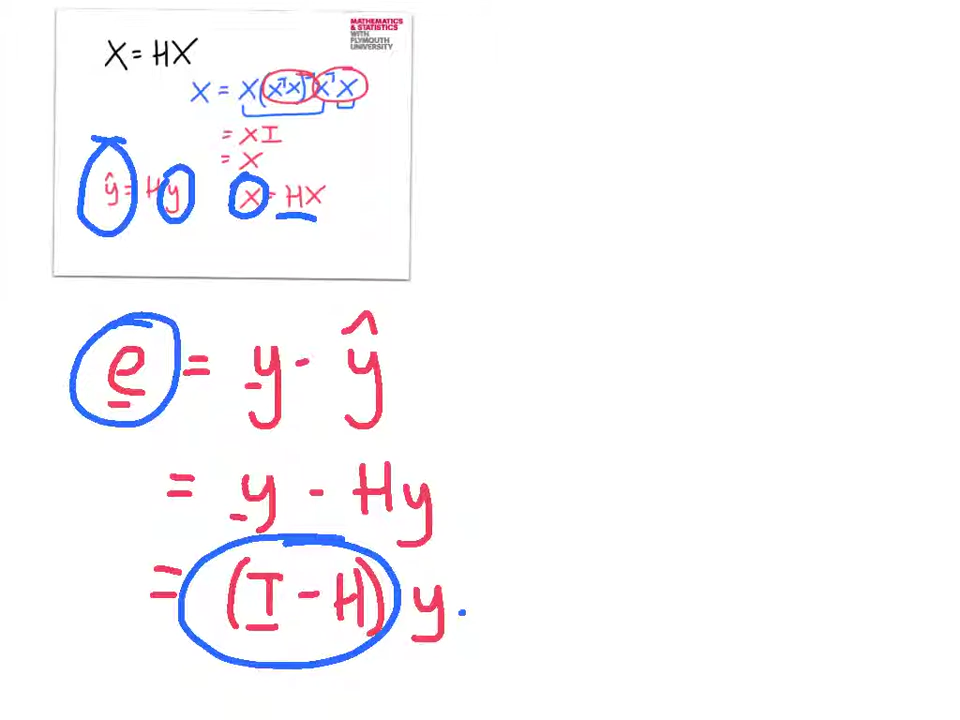 MATHEMATICS
& STATISTICS
WITH
PLYMOUTH
UNIVERSITY
X = HX
X = X(XᵀX)⁻¹XᵀX
= XI
= X
ŷ = Hy X = HX
e = y - ŷ
= y - Hy
= (I - H) y.